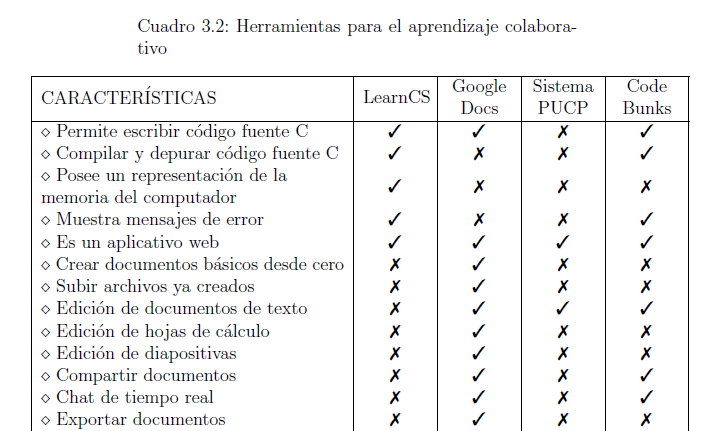 Cuadro 3.2: Herramientas para el aprendizaje colabora-
tivo
CARACTERÍSTICAS LearnCS Google Docs Sistema PUCP Code Bunks
⋄ Permite escribir código fuente C ✓ ✓ ✗ ✓
⋄ Compilar y depurar código fuente C ✓ ✗ ✗ ✓
⋄ Posee un representación de la
memoria del computador ✓ ✗ ✗ ✗
⋄ Muestra mensajes de error ✓ ✗ ✗ ✓
⋄ Es un aplicativo web ✓ ✓ ✓ ✓
⋄ Crear documentos básicos desde cero ✗ ✓ ✗ ✗
⋄ Subir archivos ya creados ✗ ✓ ✗ ✗
⋄ Edición de documentos de texto ✗ ✓ ✓ ✓
⋄ Edición de hojas de cálculo ✗ ✓ ✗ ✗
⋄ Edición de diapositivas ✗ ✓ ✗ ✗
⋄ Compartir documentos ✗ ✓ ✗ ✓
⋄ Chat de tiempo real ✗ ✓ ✗ ✓
⋄ Exportar documentos ✗ ✓ ✗ ✗